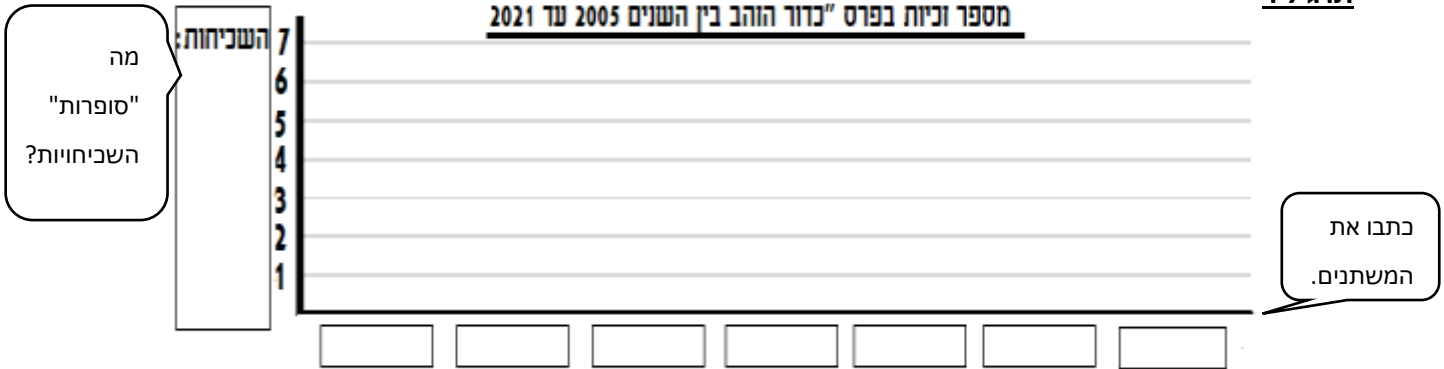 מספר זכיות בפרס "כדור הזהב בין השנים 2005 עד 2021
השכיחות:
7
6
5
4
3
2
1
מה
"סופרות"
השכיחויות?
כתבו את
המשתנים.